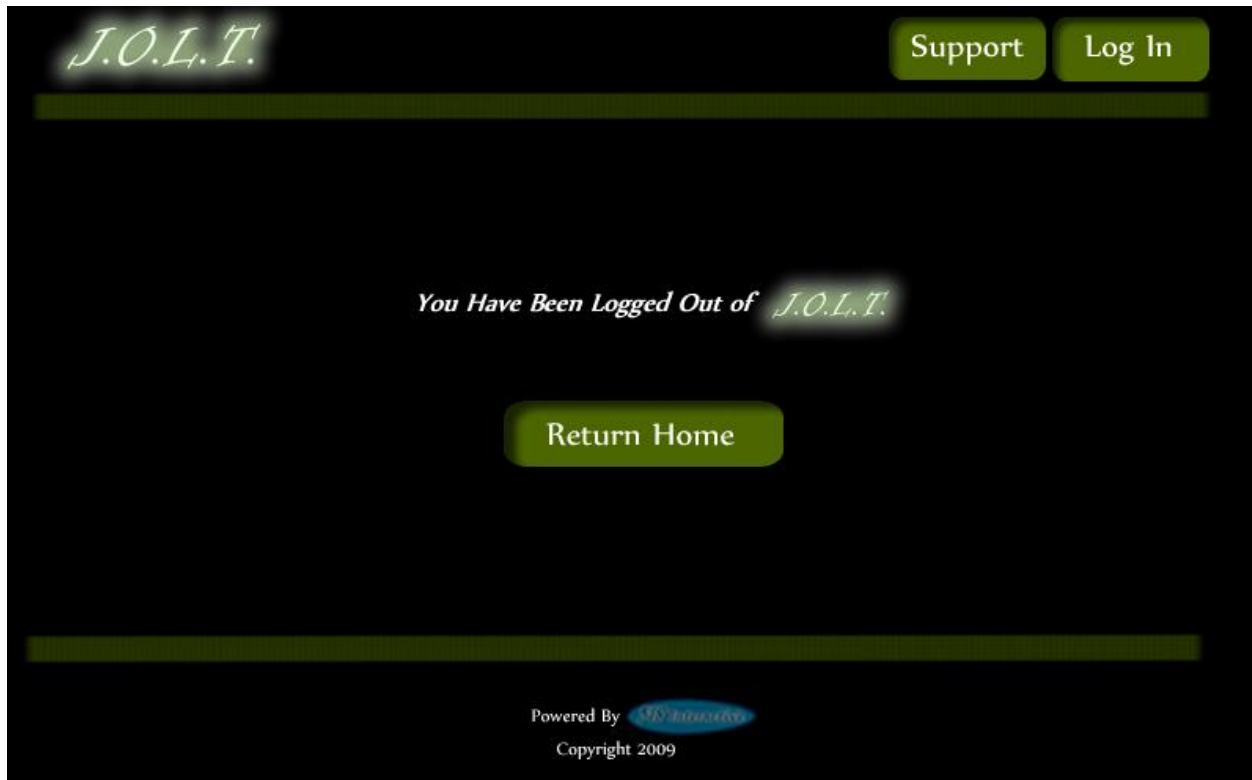 J.O.L.T.
Support Log In
You Have Been Logged Out of J.O.L.T.
Return Home
Powered By
Copyright 2009